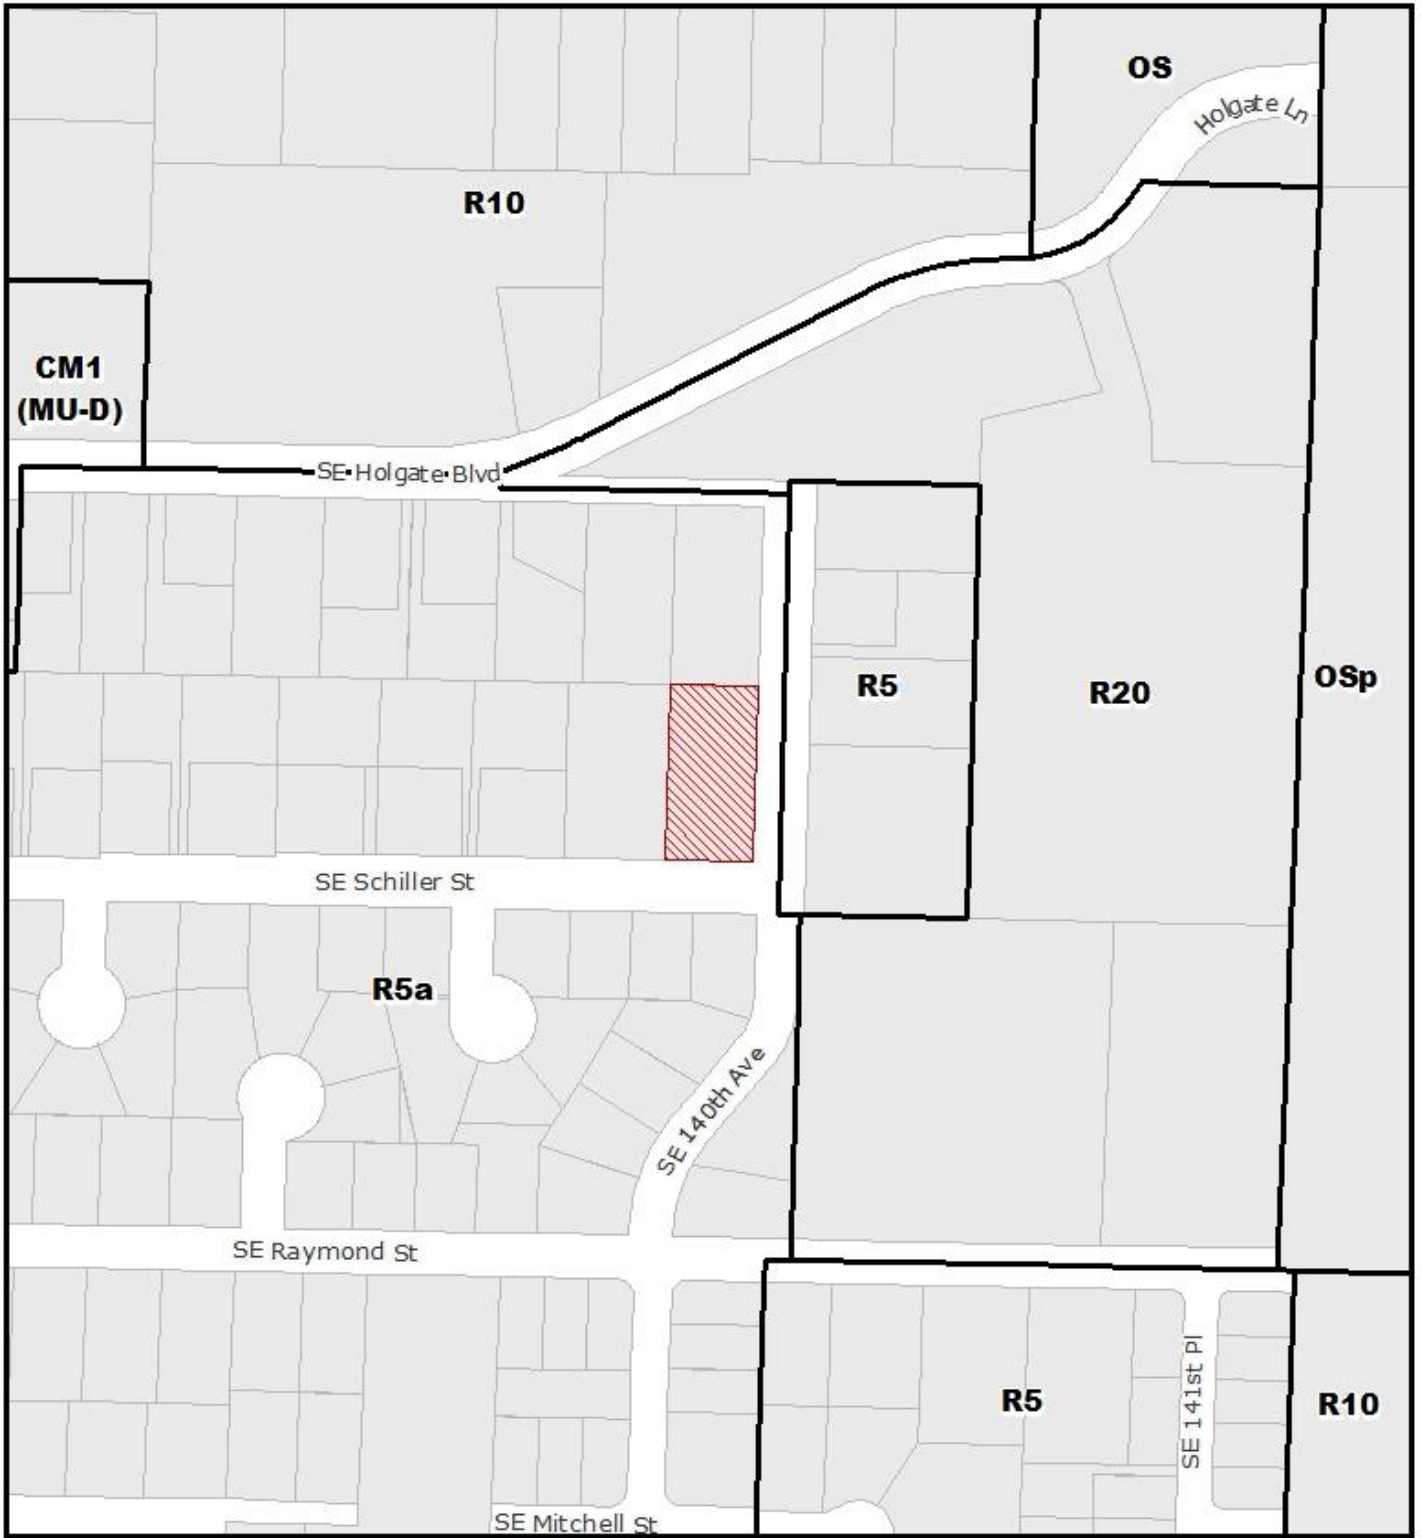 OS
Holgate Ln
R10
CM1
(MU-D)
SE Holgate Blvd
R5
R20
OSp
SE Schiller St
R5a
SE 140th Ave
SE Raymond St
SE 141st Pl
R5
R10
SE Mitchell St